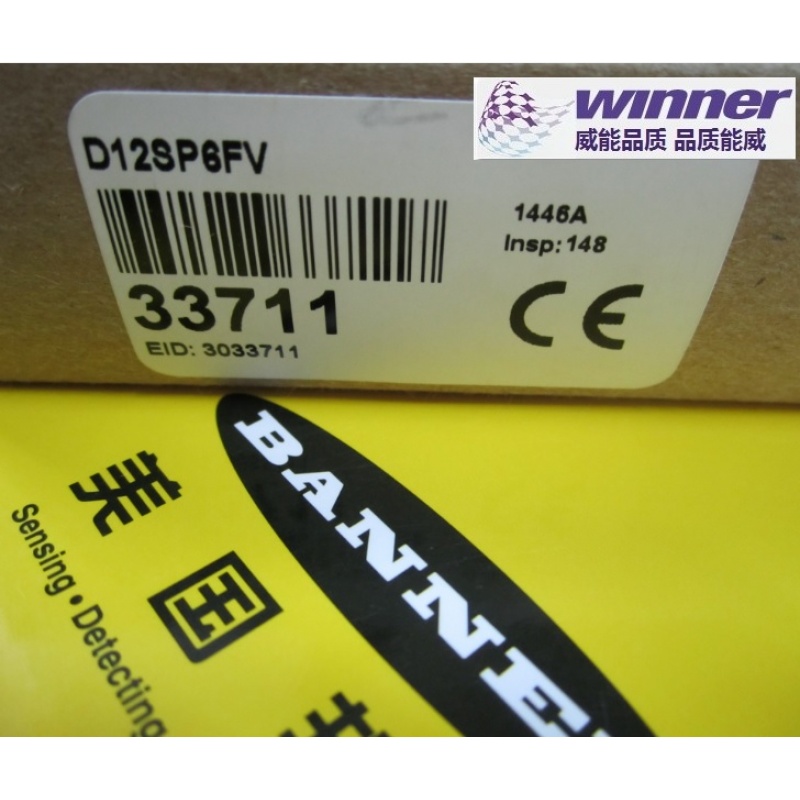 winner
威能品质 品质能威
D12SP6FV
1446A
Insp: 148
33711
EID: 3033711
CE
BANNE
美国
Sensing • Detecting